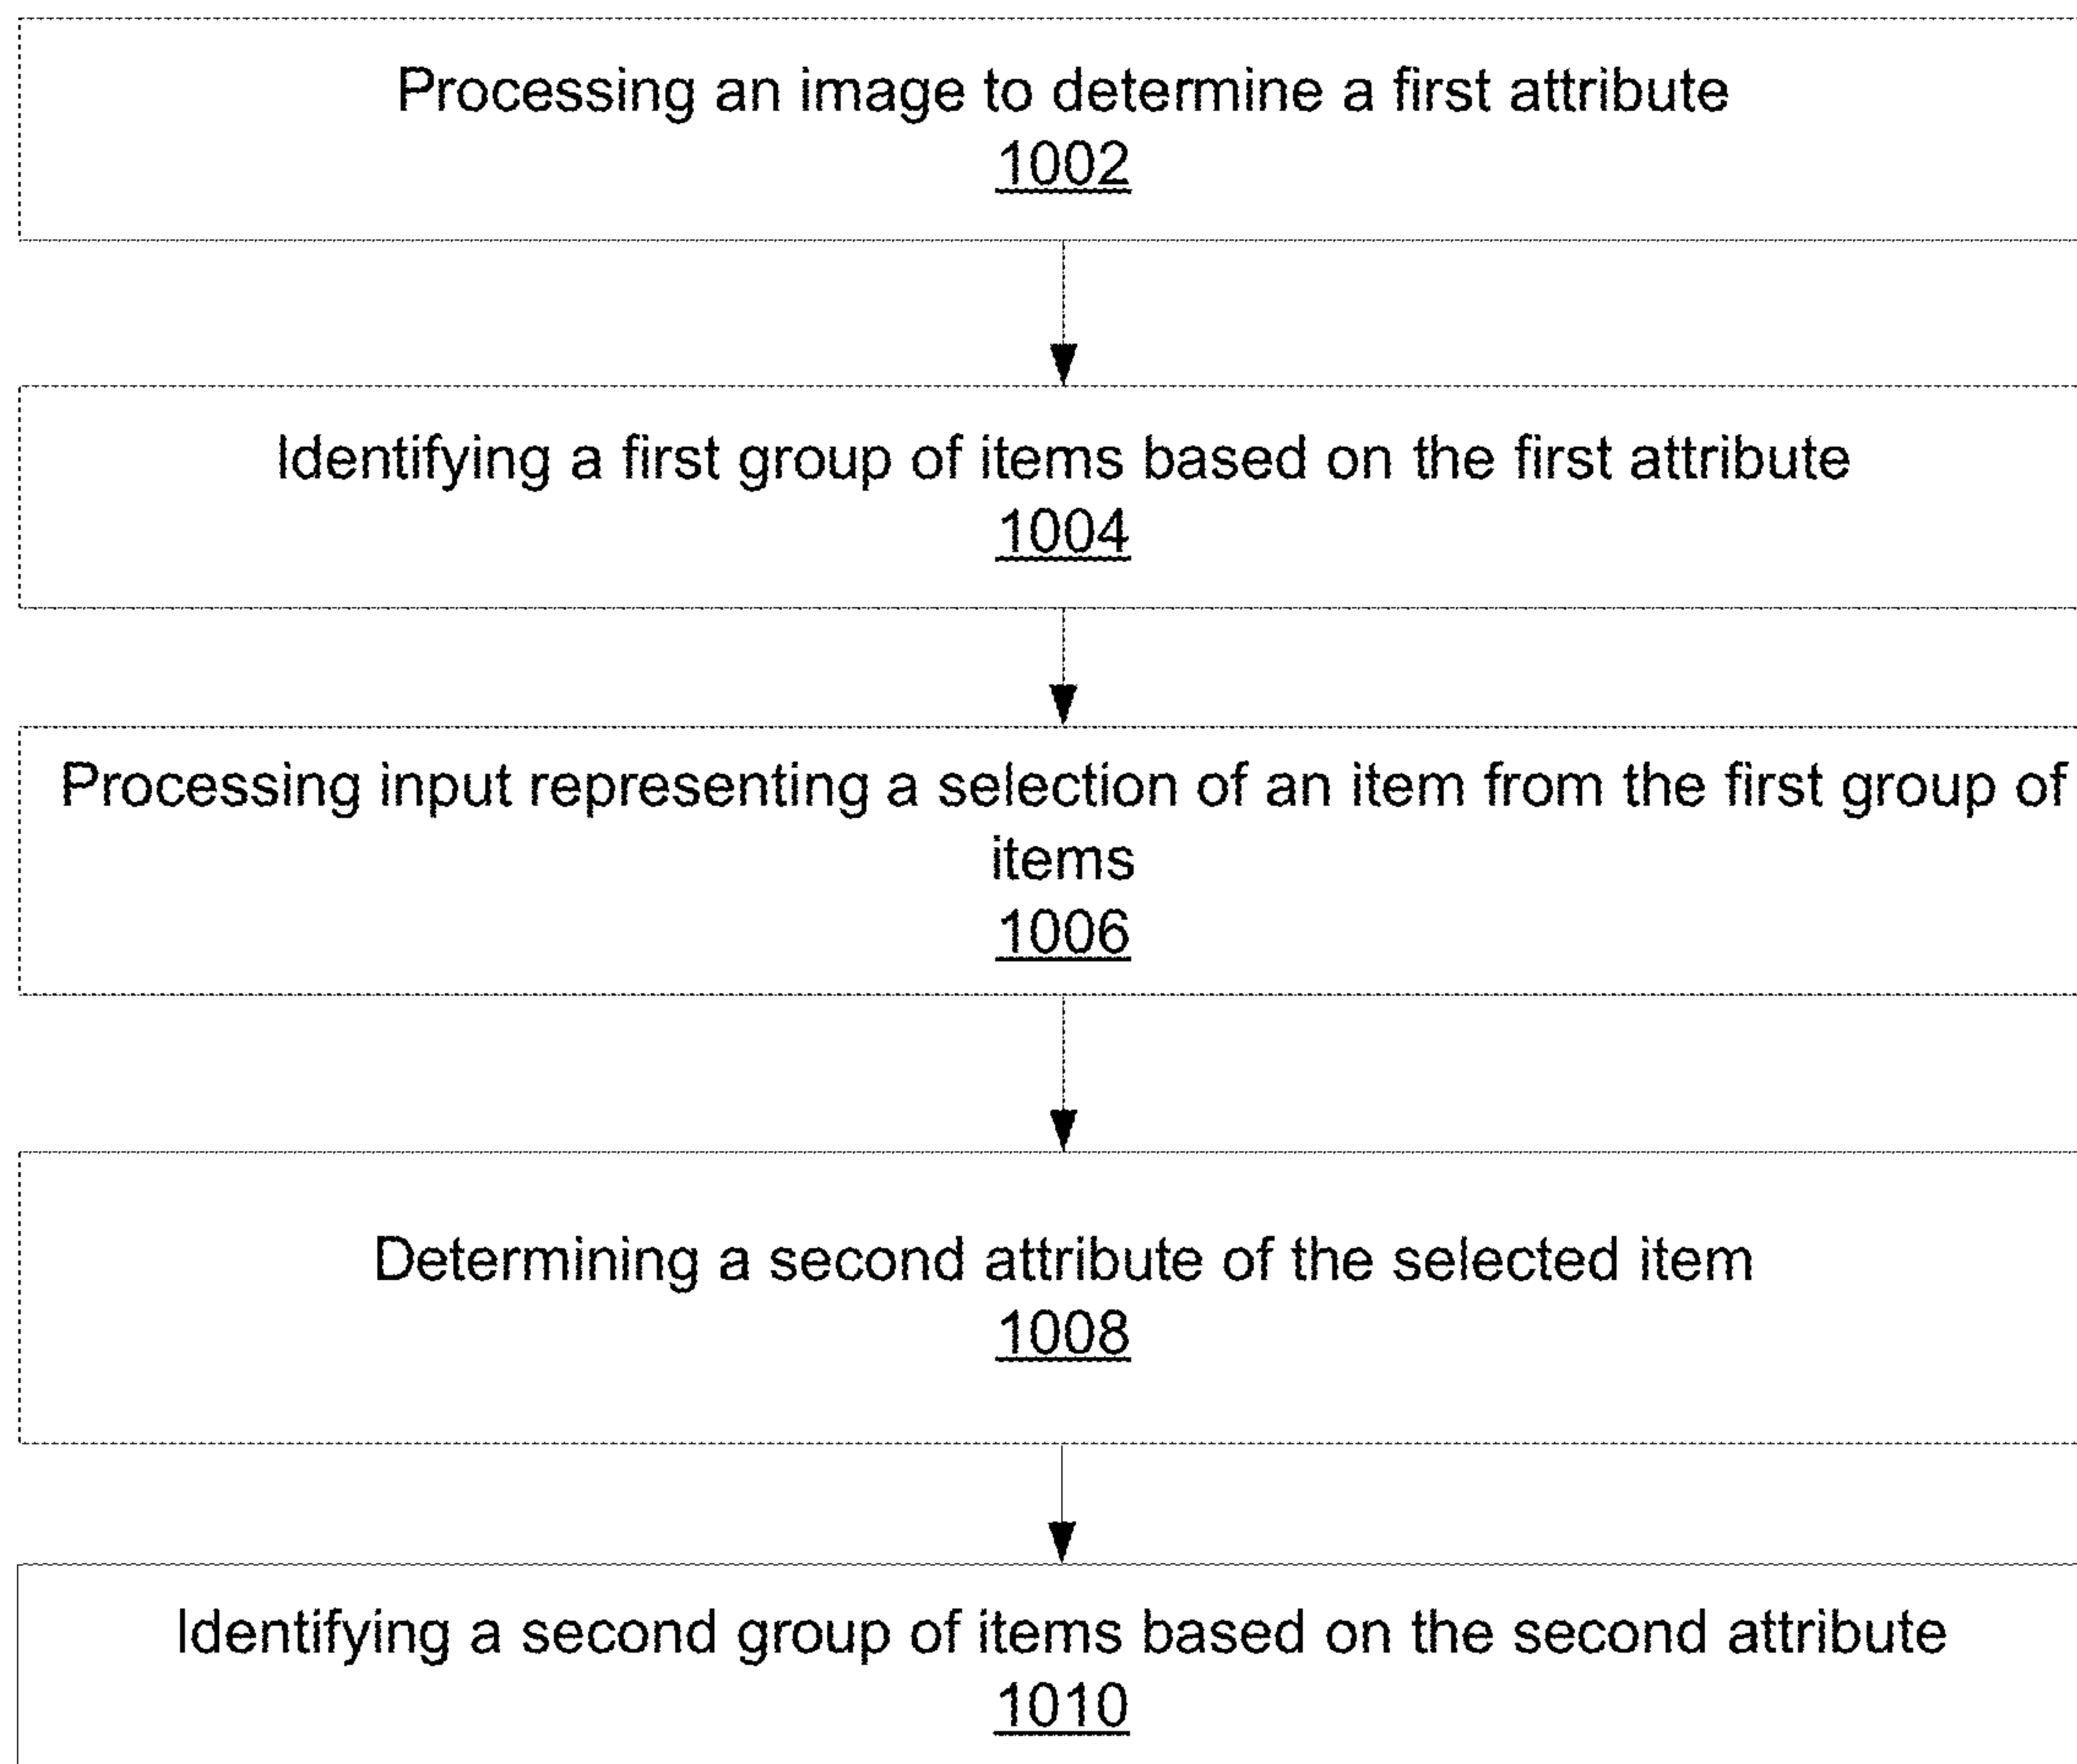 Processing an image to determine a first attribute
1002
Identifying a first group of items based on the first attribute
1004
Processing input representing a selection of an item from the first group of
items
1006
Determining a second attribute of the selected item
1008
Identifying a second group of items based on the second attribute
1010